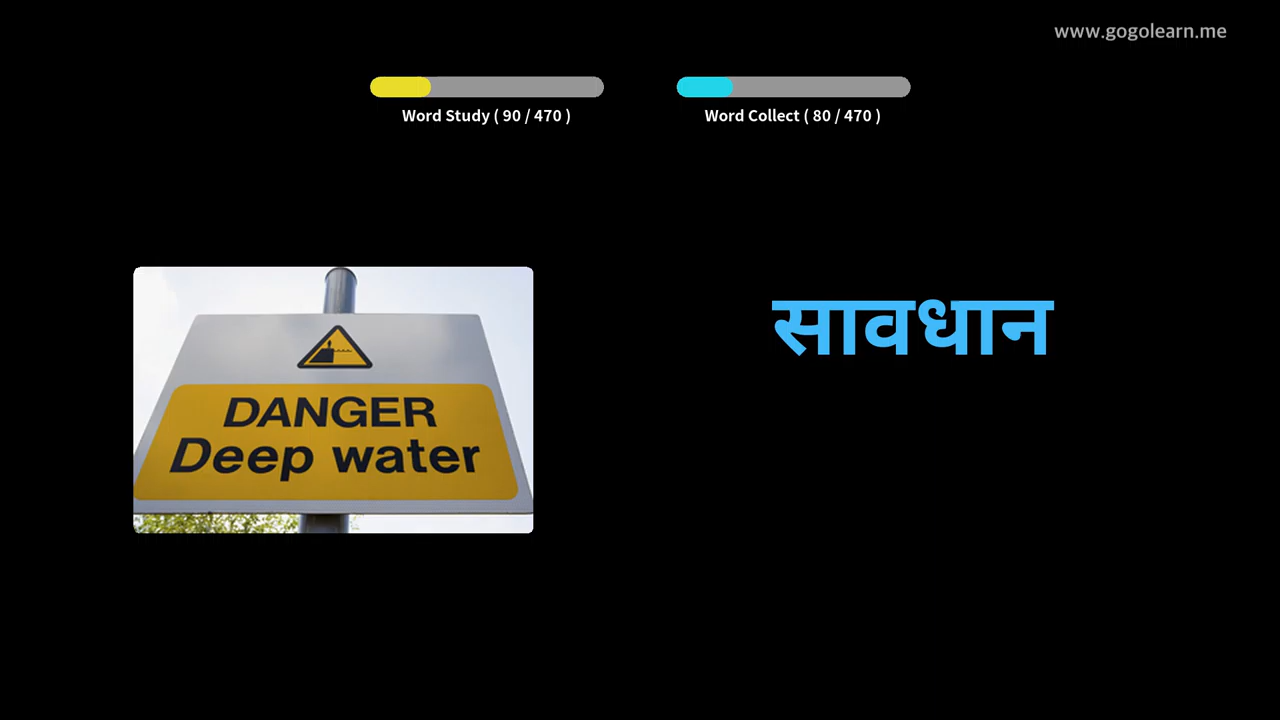 www.gogolearn.me
Word Study ( 90 / 470 )
Word Collect ( 80 / 470 )
सावधान
DANGER
Deep water